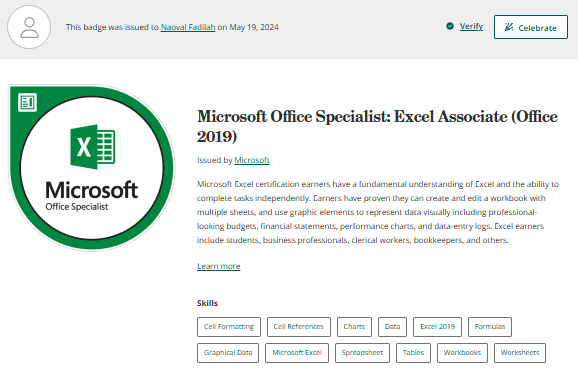 This badge was issued to Naoval Fadilah on May 19, 2024
Verify
Celebrate
X
Microsoft
Office Specialist
Microsoft Office Specialist: Excel Associate (Office
2019)
Issued by Microsoft
Microsoft Excel certification earners have a fundamental understanding of Excel and the ability to
complete tasks independently. Earners have proven they can create and edit a workbook with
multiple sheets, and use graphic elements to represent data visually including professional-
looking budgets, financial statements, performance charts, and data-entry logs. Excel earners
include students, business professionals, clerical workers, bookkeepers, and others.
Learn more
Skills
Cell Formatting Cell References Charts Data Excel 2019 Formulas
Graphical Data Microsoft Excel Spreadsheet Tables Workbooks Worksheets